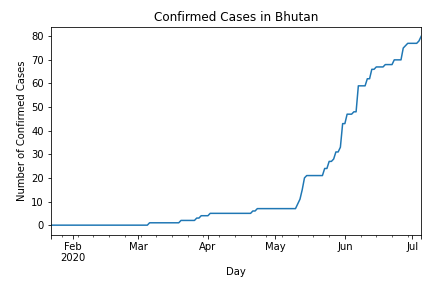 Confirmed Cases in Bhutan
Number of Confirmed Cases
80
70
60
50
40
30
20
10
0
Feb Mar Apr May Jun Jul
2020
Day